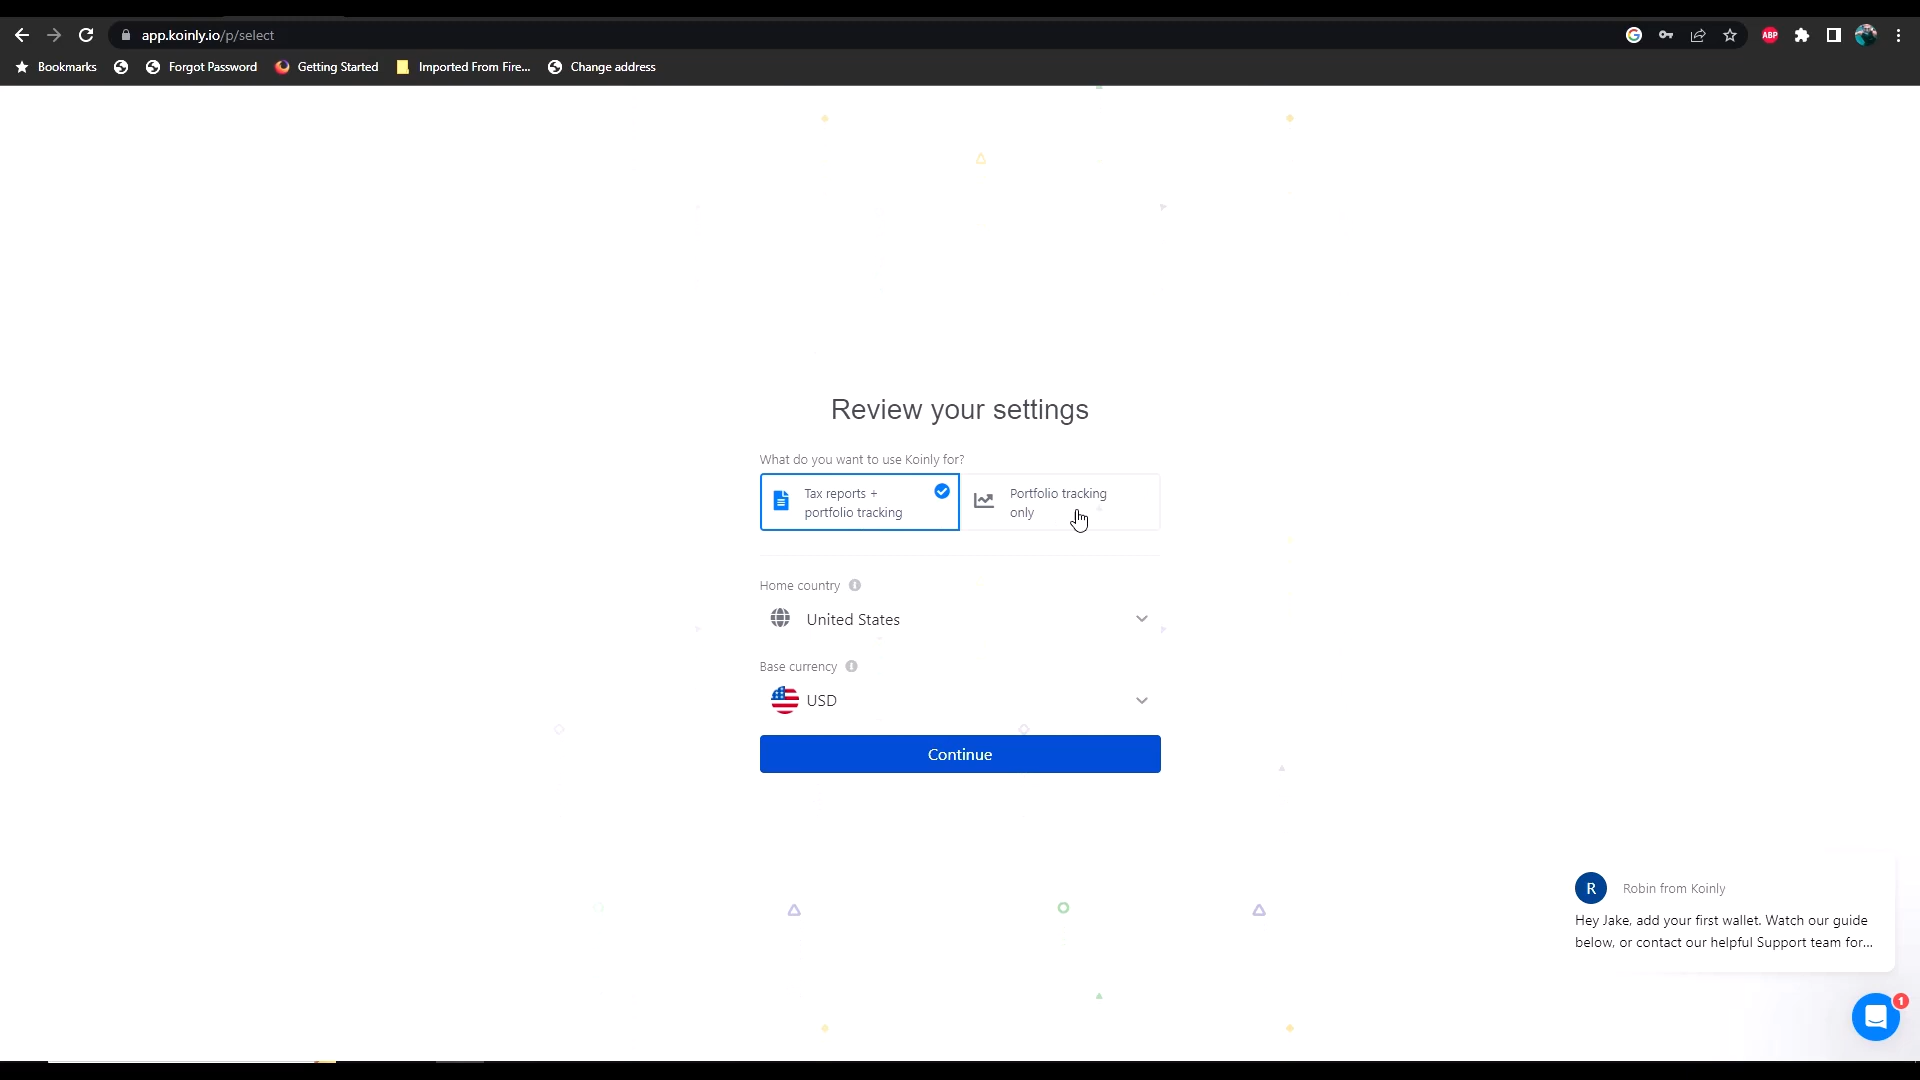 app.koinly.io/p/select
ABP
Bookmarks
Forgot Password
Getting Started
Imported From Fire...
Change address
Review your settings
What do you want to use Koinly for?
Tax reports +
portfolio tracking
Portfolio tracking
only
Home country
United States
Base currency
USD
Continue
R
Robin from Koinly
Hey Jake, add your first wallet. Watch our guide
below, or contact our helpful Support team for...
1